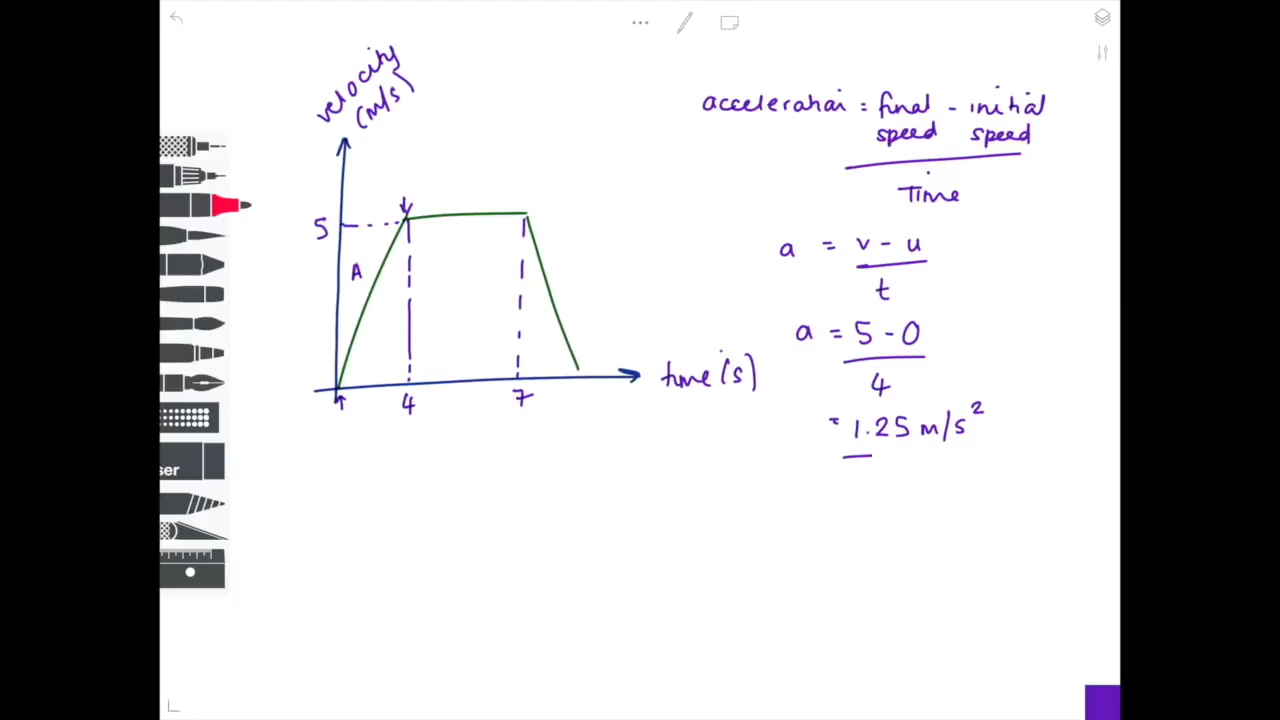 velocity
(m/s)
5
A
4
7
time (s)
acceleration = final - initial
speed speed
Time
a = v - u
t
a = 5 - 0
4
= 1.25 m/s²
ser